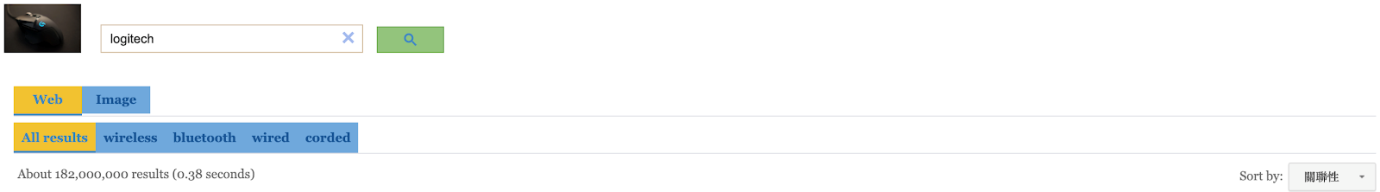 logitech
Web Image
All results wireless bluetooth wired corded
About 182,000,000 results (0.38 seconds) Sort by: 關聯性